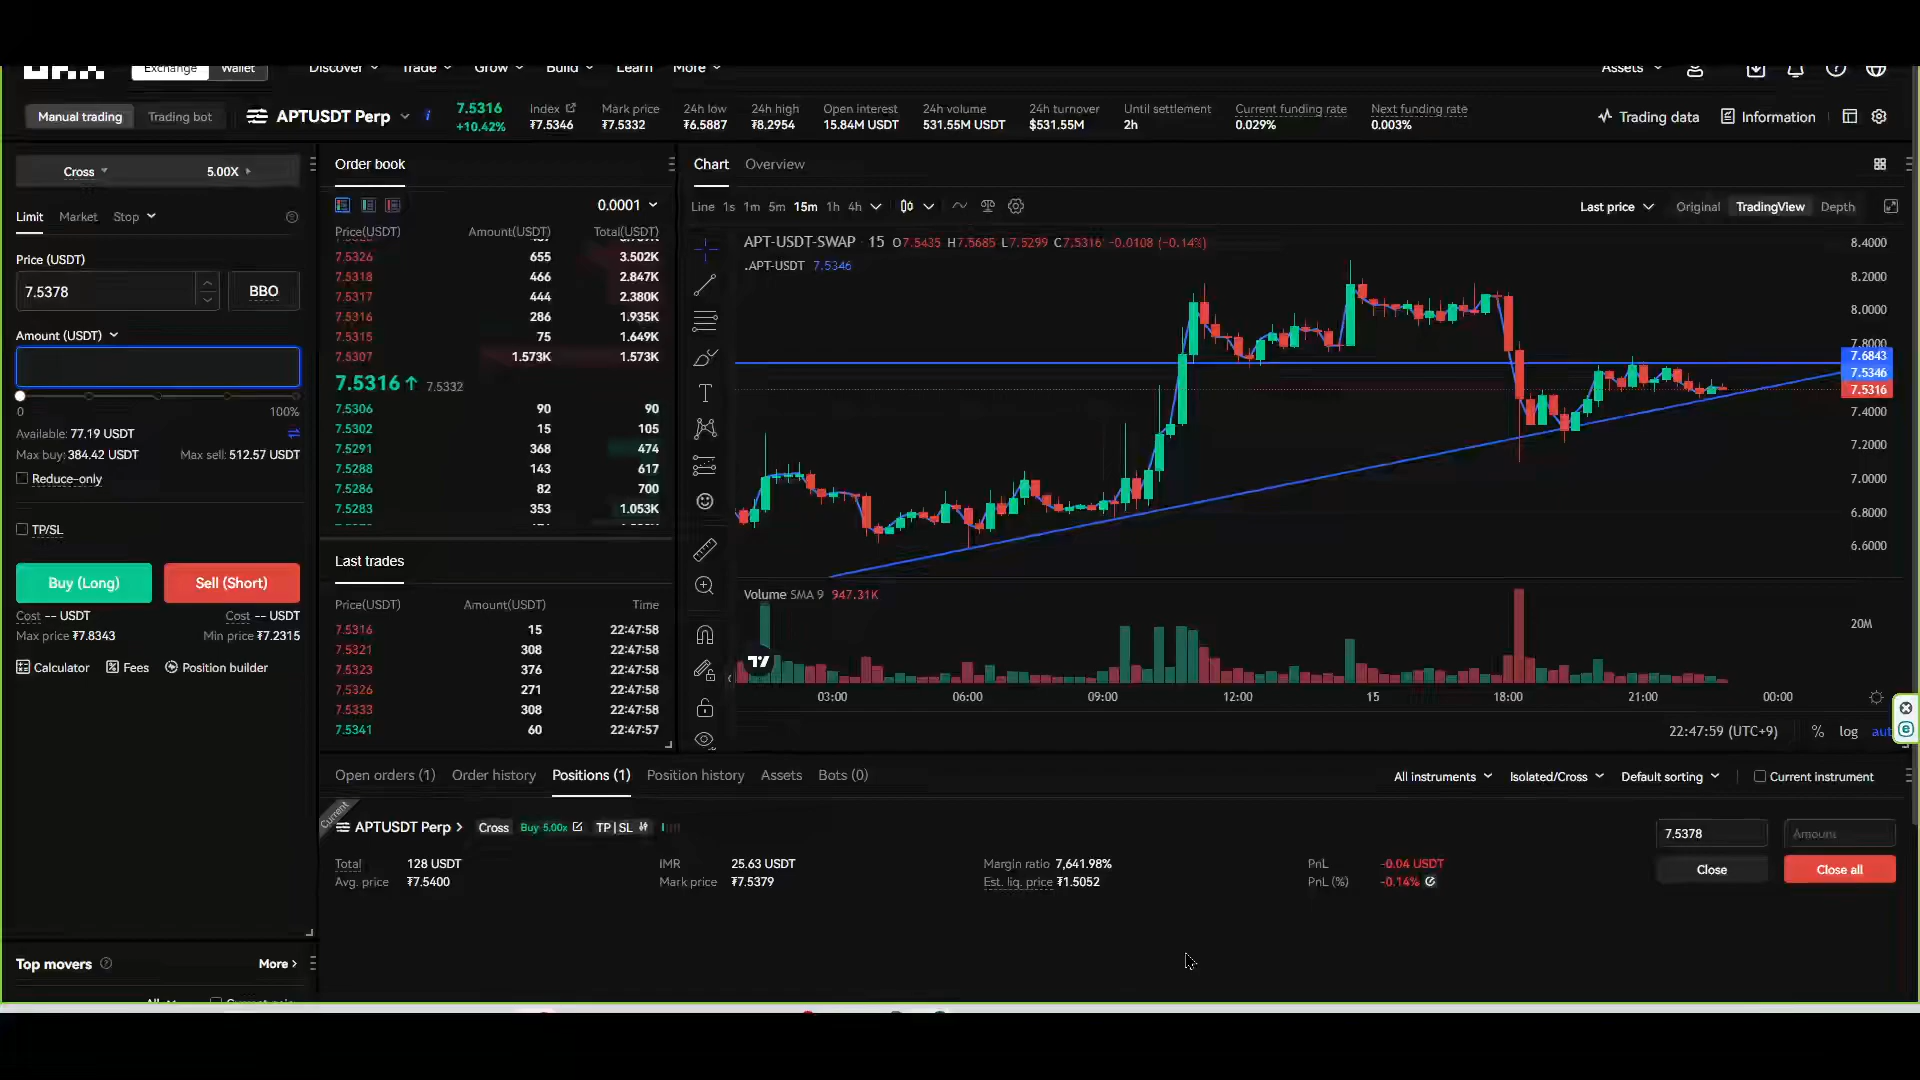 Exchange Wallet Discover Trade Grow Build Learn More Assets
Manual trading Trading bot APTUSDT Perp
7.5316
+10.42%
Index
₮7.5346
Mark price
₮7.5332
24h low
₮6.5887
24h high
₮8.2954
Open interest
15.84M USDT
24h volume
531.55M USDT
24h turnover
$531.55M
Until settlement
2h
Current funding rate
0.029%
Next funding rate
0.003%
Trading data Information
Cross 5.00X
Limit Market Stop
Price (USDT)
7.5378 BBO
Amount (USDT)
0 100%
Available: 77.19 USDT
Max buy: 384.42 USDT Max sell: 512.57 USDT
Reduce-only
TP/SL
Buy (Long) Sell (Short)
Cost -- USDT Cost -- USDT
Max price ₮7.8343 Min price ₮7.2315
Calculator Fees Position builder
Top movers More >
Order book
0.0001
Price(USDT) Amount(USDT) Total(USDT)
7.5326 655 3.502K
7.5318 466 2.847K
7.5317 444 2.380K
7.5316 286 1.935K
7.5315 75 1.649K
7.5307 1.573K 1.573K
7.5316↑ 7.5332
7.5306 90 90
7.5302 15 105
7.5291 368 474
7.5288 143 617
7.5286 82 700
7.5283 353 1.053K
Last trades
Price(USDT) Amount(USDT) Time
7.5316 15 22:47:58
7.5321 308 22:47:58
7.5323 376 22:47:58
7.5326 271 22:47:58
7.5333 308 22:47:58
7.5341 60 22:47:57
Chart Overview
Line 1s 1m 5m 15m 1h 4h
Last price Original TradingView Depth
APT-USDT-SWAP · 15 O7.5435 H7.5685 L7.5299 C7.5316 -0.0108 (-0.14%)
.APT-USDT 7.5346
8.4000
8.2000
8.0000
7.8000
7.6843
7.5346
7.5316
7.4000
7.2000
7.0000
6.8000
6.6000
Volume SMA 9 947.31K
20M
03:00 06:00 09:00 12:00 15 18:00 21:00 00:00
22:47:59 (UTC+9) % log
Open orders (1) Order history Positions (1) Position history Assets Bots (0)
All instruments Isolated/Cross Default sorting Current instrument
Current
APTUSDT Perp > Cross Buy 5.00x TP | SL
Total 128 USDT IMR 25.63 USDT Margin ratio 7,641.98% PnL -0.04 USDT
Avg. price ₮7.5400 Mark price ₮7.5379 Est. liq. price ₮1.5052 PnL (%) -0.14%
7.5378 Amount
Close Close all